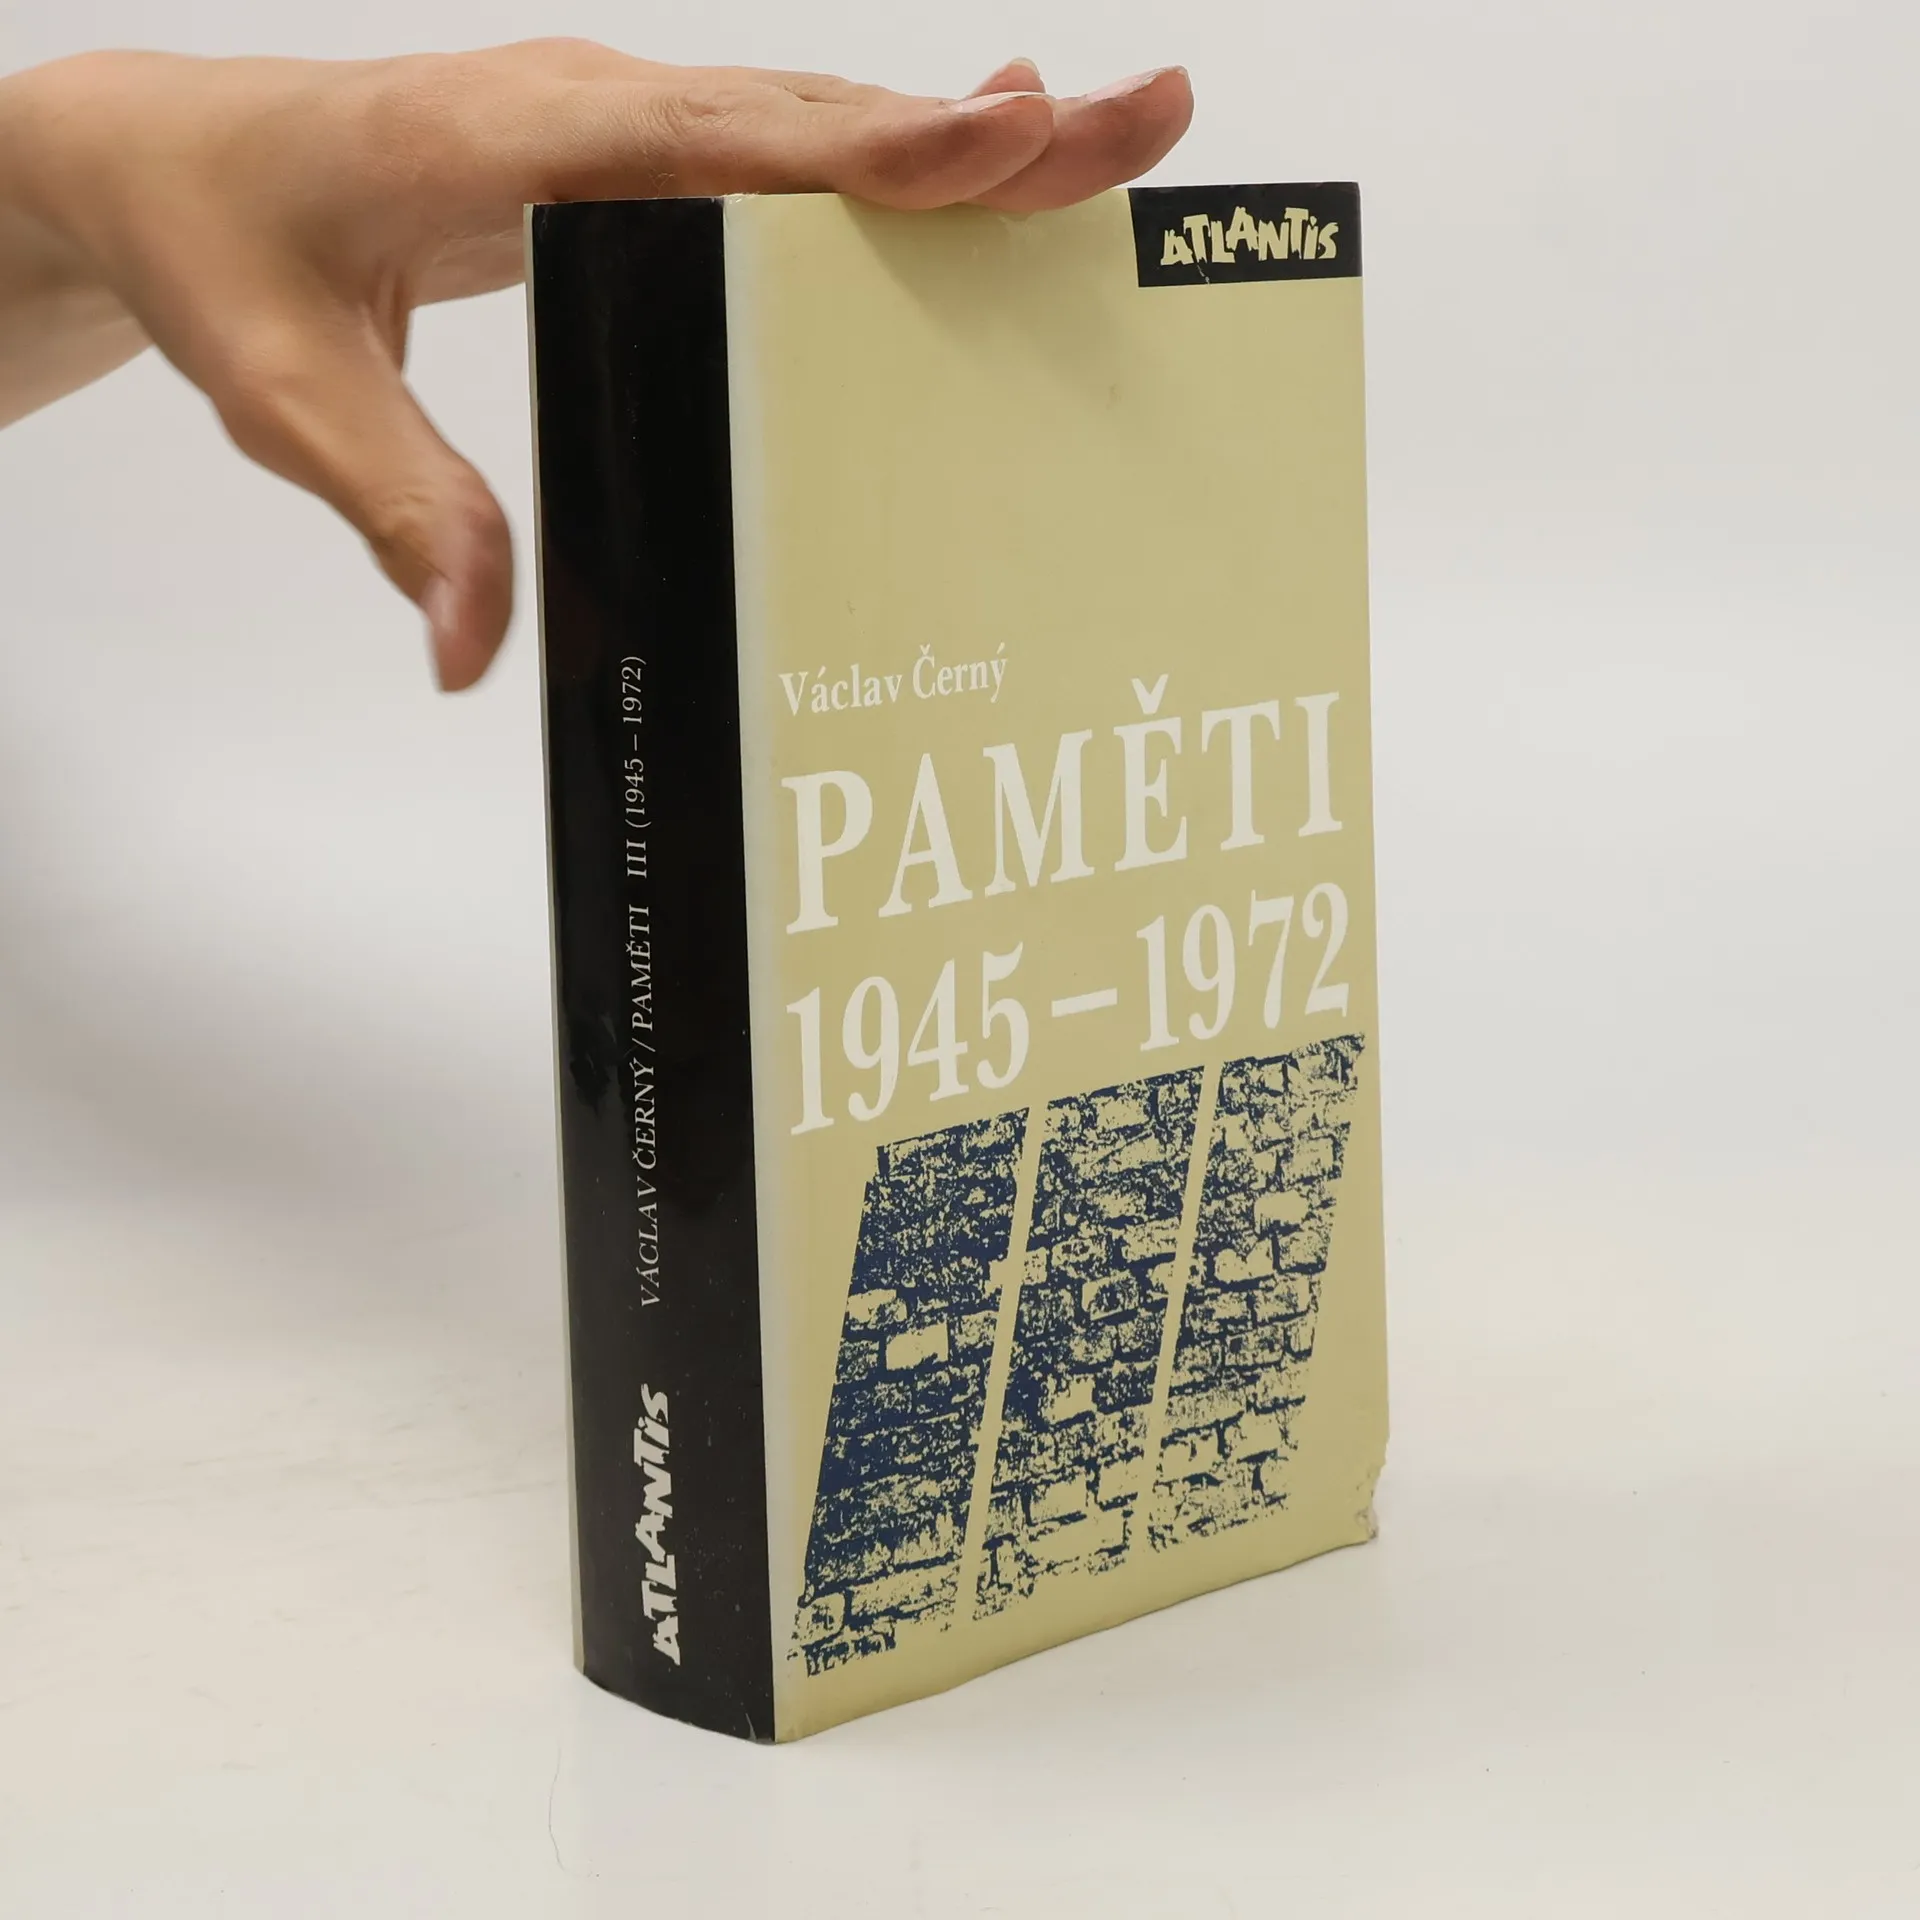 ATLANTIS
Václav Černý
PAMĚTI
1945–1972
VÁCLAV ČERNÝ / PAMĚTI III (1945–1972)
ATLANTIS